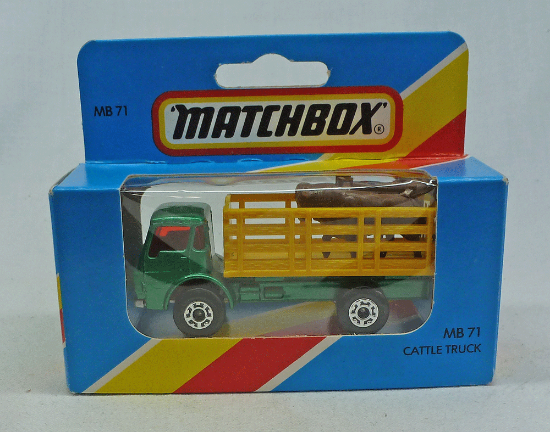 MB 71
'MATCHBOX'®
MB 71
CATTLE TRUCK